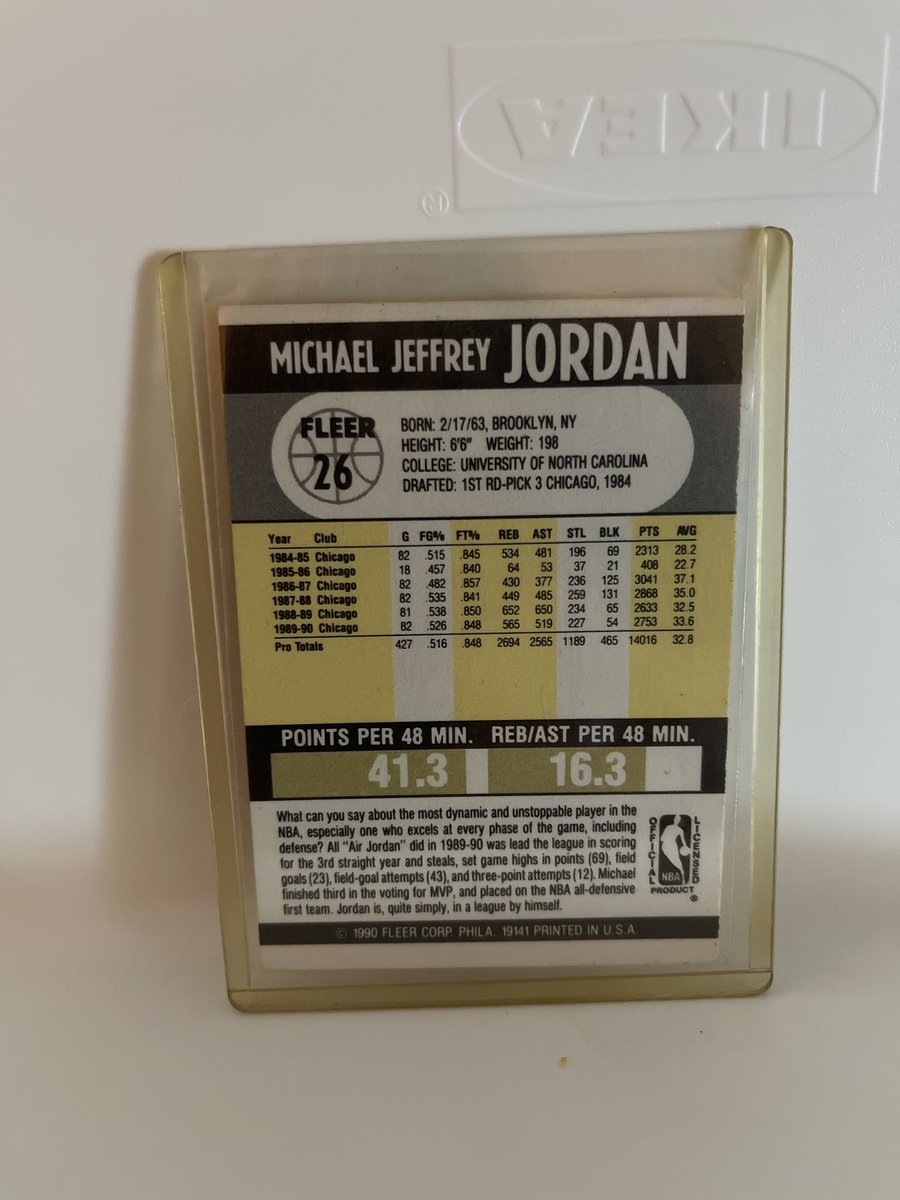 IKEA
®
MICHAEL JEFFREY JORDAN
FLEER
26
BORN: 2/17/63, BROOKLYN, NY
HEIGHT: 6'6" WEIGHT: 198
COLLEGE: UNIVERSITY OF NORTH CAROLINA
DRAFTED: 1ST RD-PICK 3 CHICAGO, 1984
Year Club G FG% FT% REB AST STL BLK PTS AVG
1984-85 Chicago 82 .515 .845 534 481 196 69 2313 28.2
1985-86 Chicago 18 .457 .840 64 53 37 21 408 22.7
1986-87 Chicago 82 .482 .857 430 377 236 125 3041 37.1
1987-88 Chicago 82 .535 .841 449 485 259 131 2868 35.0
1988-89 Chicago 81 .538 .850 652 650 234 65 2633 32.5
1989-90 Chicago 82 .526 .848 565 519 227 54 2753 33.6
Pro Totals 427 .516 .848 2694 2565 1189 465 14016 32.8
POINTS PER 48 MIN. REB/AST PER 48 MIN.
41.3 16.3
What can you say about the most dynamic and unstoppable player in the
NBA, especially one who excels at every phase of the game, including
defense? All "Air Jordan" did in 1989-90 was lead the league in scoring
for the 3rd straight year and steals, set game highs in points (69), field
goals (23), field-goal attempts (43), and three-point attempts (12). Michael
finished third in the voting for MVP, and placed on the NBA all-defensive
first team. Jordan is, quite simply, in a league by himself.
OFFICIAL LICENSED
NBA
PRODUCT
®
© 1990 FLEER CORP. PHILA. 19141 PRINTED IN U.S.A.